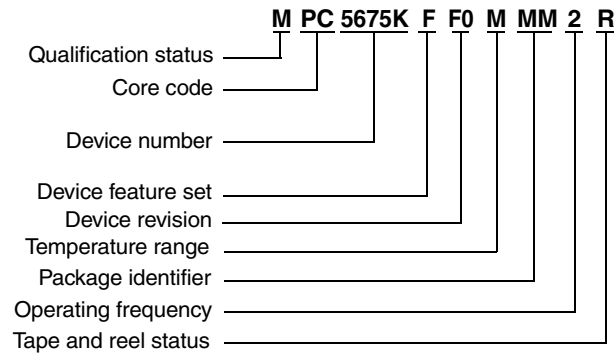 M PC 5675K F F0 M MM 2 R
Qualification status
Core code
Device number
Device feature set
Device revision
Temperature range
Package identifier
Operating frequency
Tape and reel status